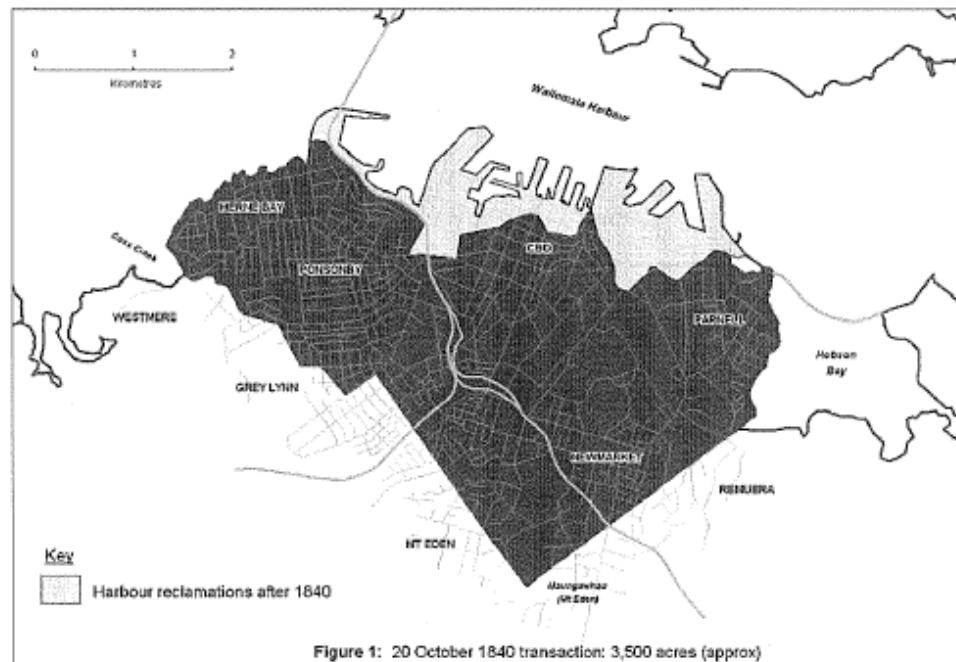 0 1 2
kilometres
Waitemata Harbour
HERNE BAY
CBD
Coxs Creek
PONSONBY
WESTMERE
PARNELL
Hobson
Bay
GREY LYNN
NEWMARKET
REMUERA
MT EDEN
Key
Maungawhau
(Mt Eden)
Harbour reclamations after 1840
Figure 1: 20 October 1840 transaction: 3,500 acres (approx)